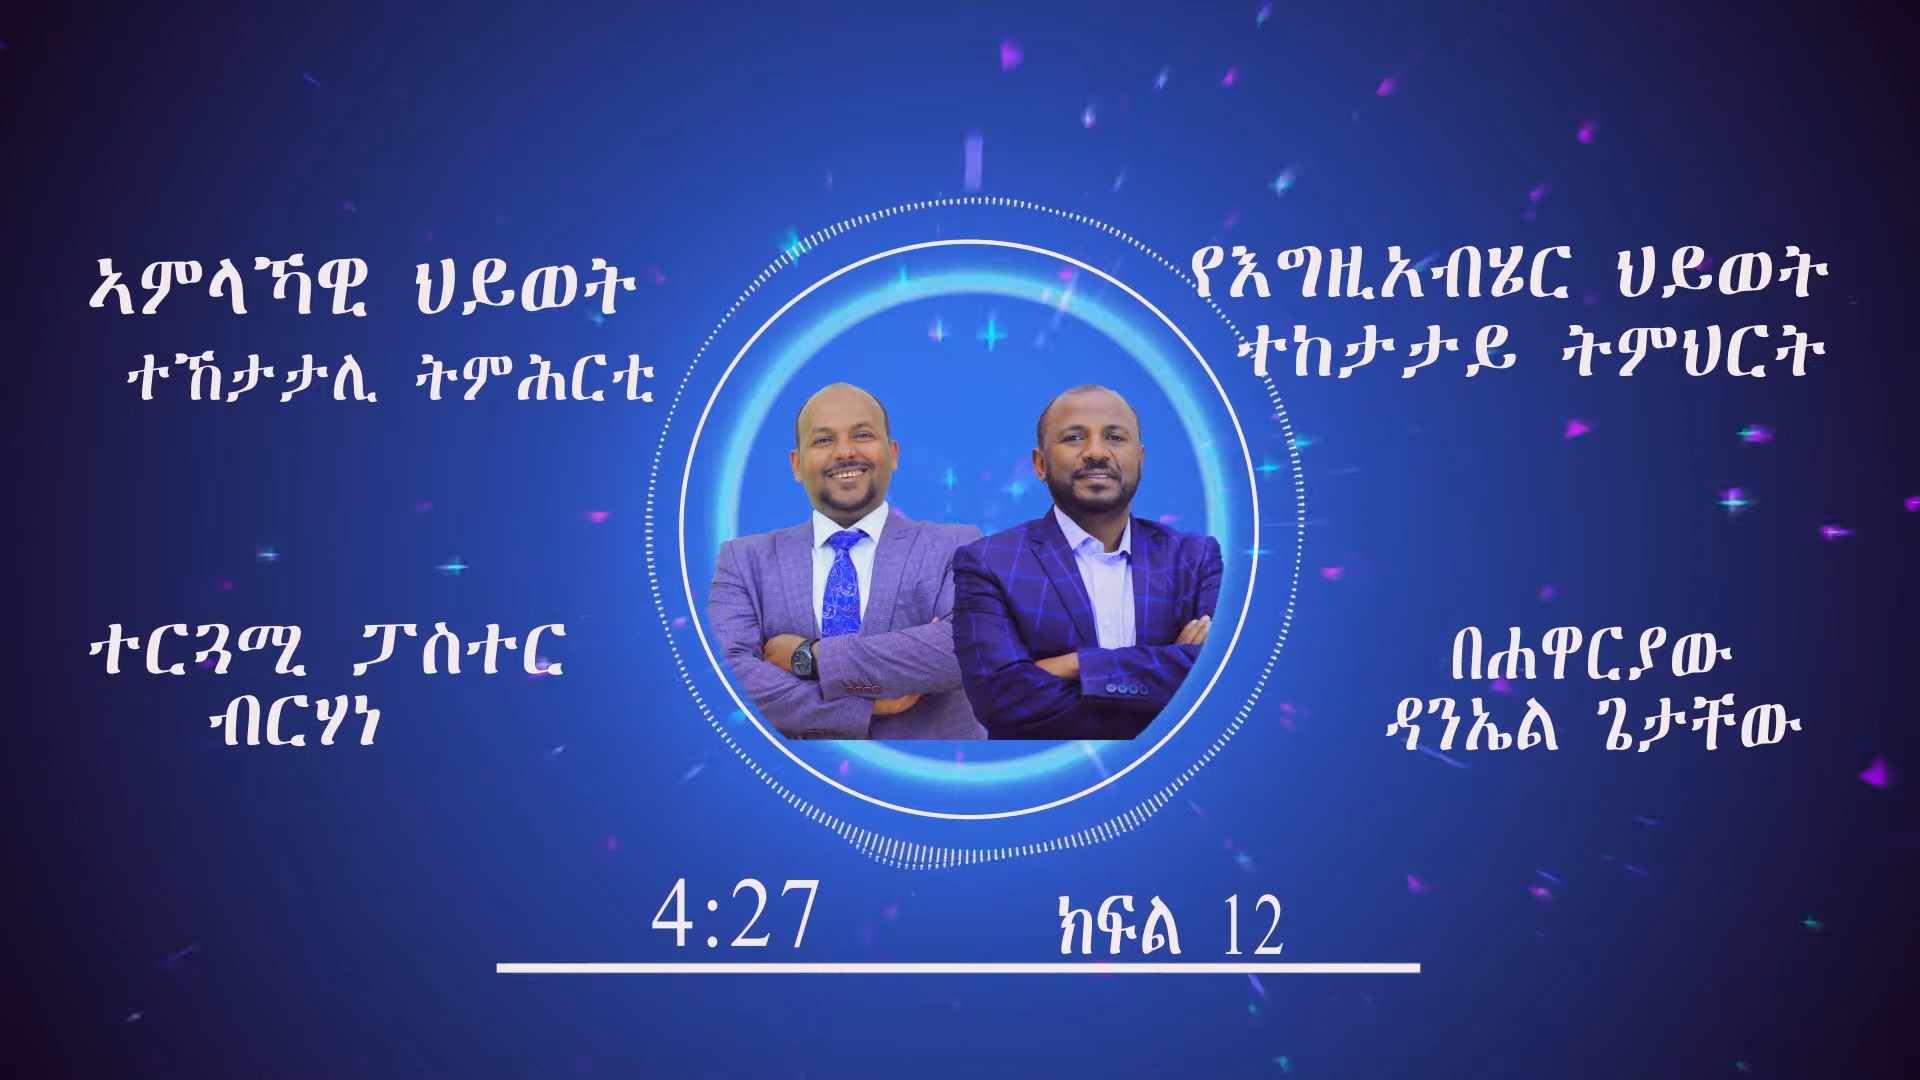 ኣምላኻዊ ህይወት
ተኸታታሊ ትምሕርቲ
የእግዚአብሄር ህይወት
ተከታታይ ትምህርት
ተርጓሚ ፓስተር
ብርሃነ
በሐዋርያው
ዳንኤል ጌታቸው
4:27
ክፍል 12